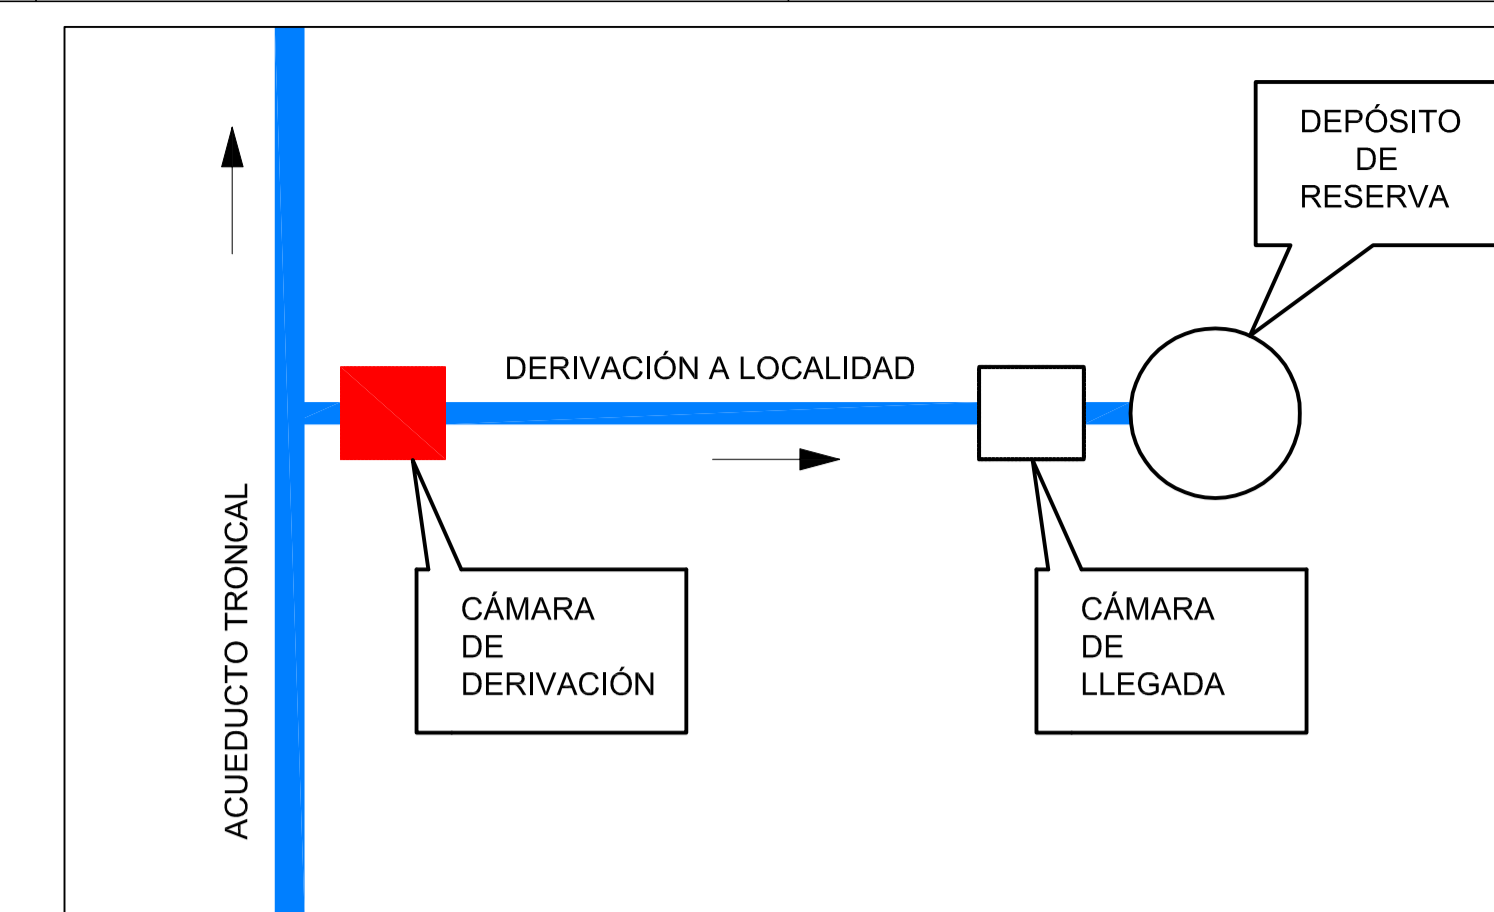 DEPÓSITO
DE
RESERVA
DERIVACIÓN A LOCALIDAD
ACUEDUCTO TRONCAL
CÁMARA
DE
DERIVACIÓN
CÁMARA
DE
LLEGADA